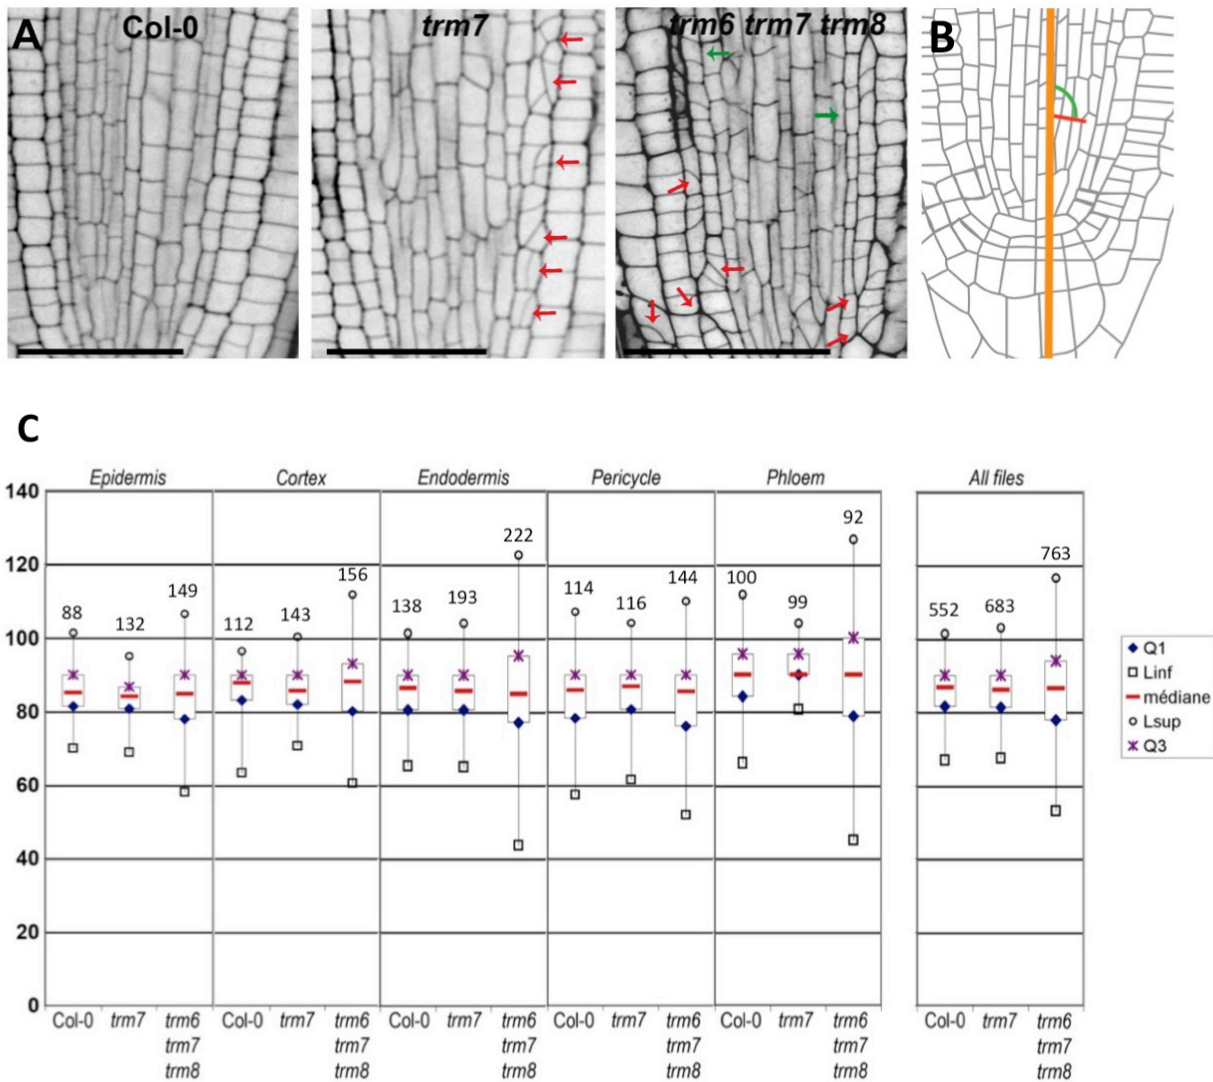 A Col-0 trm7 trm6 trm7 trm8 B
C
Epidermis Cortex Endodermis Pericycle Phloem All files
140
120
100
80
60
40
20
0
88 132 149 112 143 156 138 193 222 114 116 144 100 99 92 552 683 763
Q1
Linf
médiane
Lsup
Q3
Col-0 trm7 trm6 Col-0 trm7 trm6 Col-0 trm7 trm6 Col-0 trm7 trm6 Col-0 trm7 trm6 Col-0 trm7 trm6
trm7 trm7 trm7 trm7 trm7 trm7
trm8 trm8 trm8 trm8 trm8 trm8